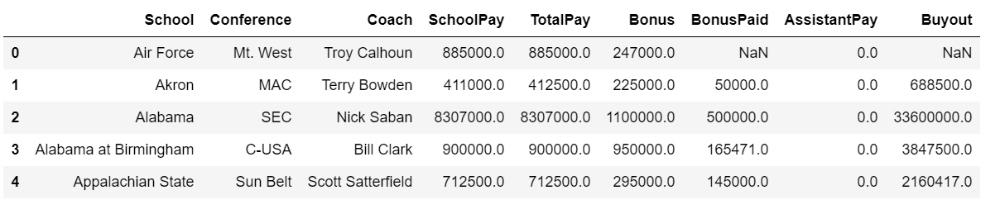 School Conference Coach SchoolPay TotalPay Bonus BonusPaid AssistantPay Buyout
0 Air Force Mt. West Troy Calhoun 885000.0 885000.0 247000.0 NaN 0.0 NaN
1 Akron MAC Terry Bowden 411000.0 412500.0 225000.0 50000.0 0.0 688500.0
2 Alabama SEC Nick Saban 8307000.0 8307000.0 1100000.0 500000.0 0.0 33600000.0
3 Alabama at Birmingham C-USA Bill Clark 900000.0 900000.0 950000.0 165471.0 0.0 3847500.0
4 Appalachian State Sun Belt Scott Satterfield 712500.0 712500.0 295000.0 145000.0 0.0 2160417.0